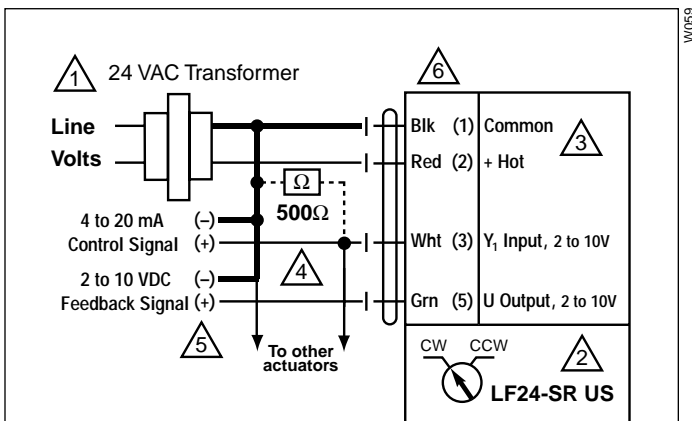 W059
1 24 VAC Transformer
6
Line
Volts
Blk (1) Common
3
Red (2) + Hot
Ω
500Ω
4 to 20 mA (–)
Control Signal (+)
Wht (3) Y1 Input, 2 to 10V
4
2 to 10 VDC (–)
Feedback Signal (+)
Grn (5) U Output, 2 to 10V
5
To other
actuators
CW CCW
2
LF24-SR US